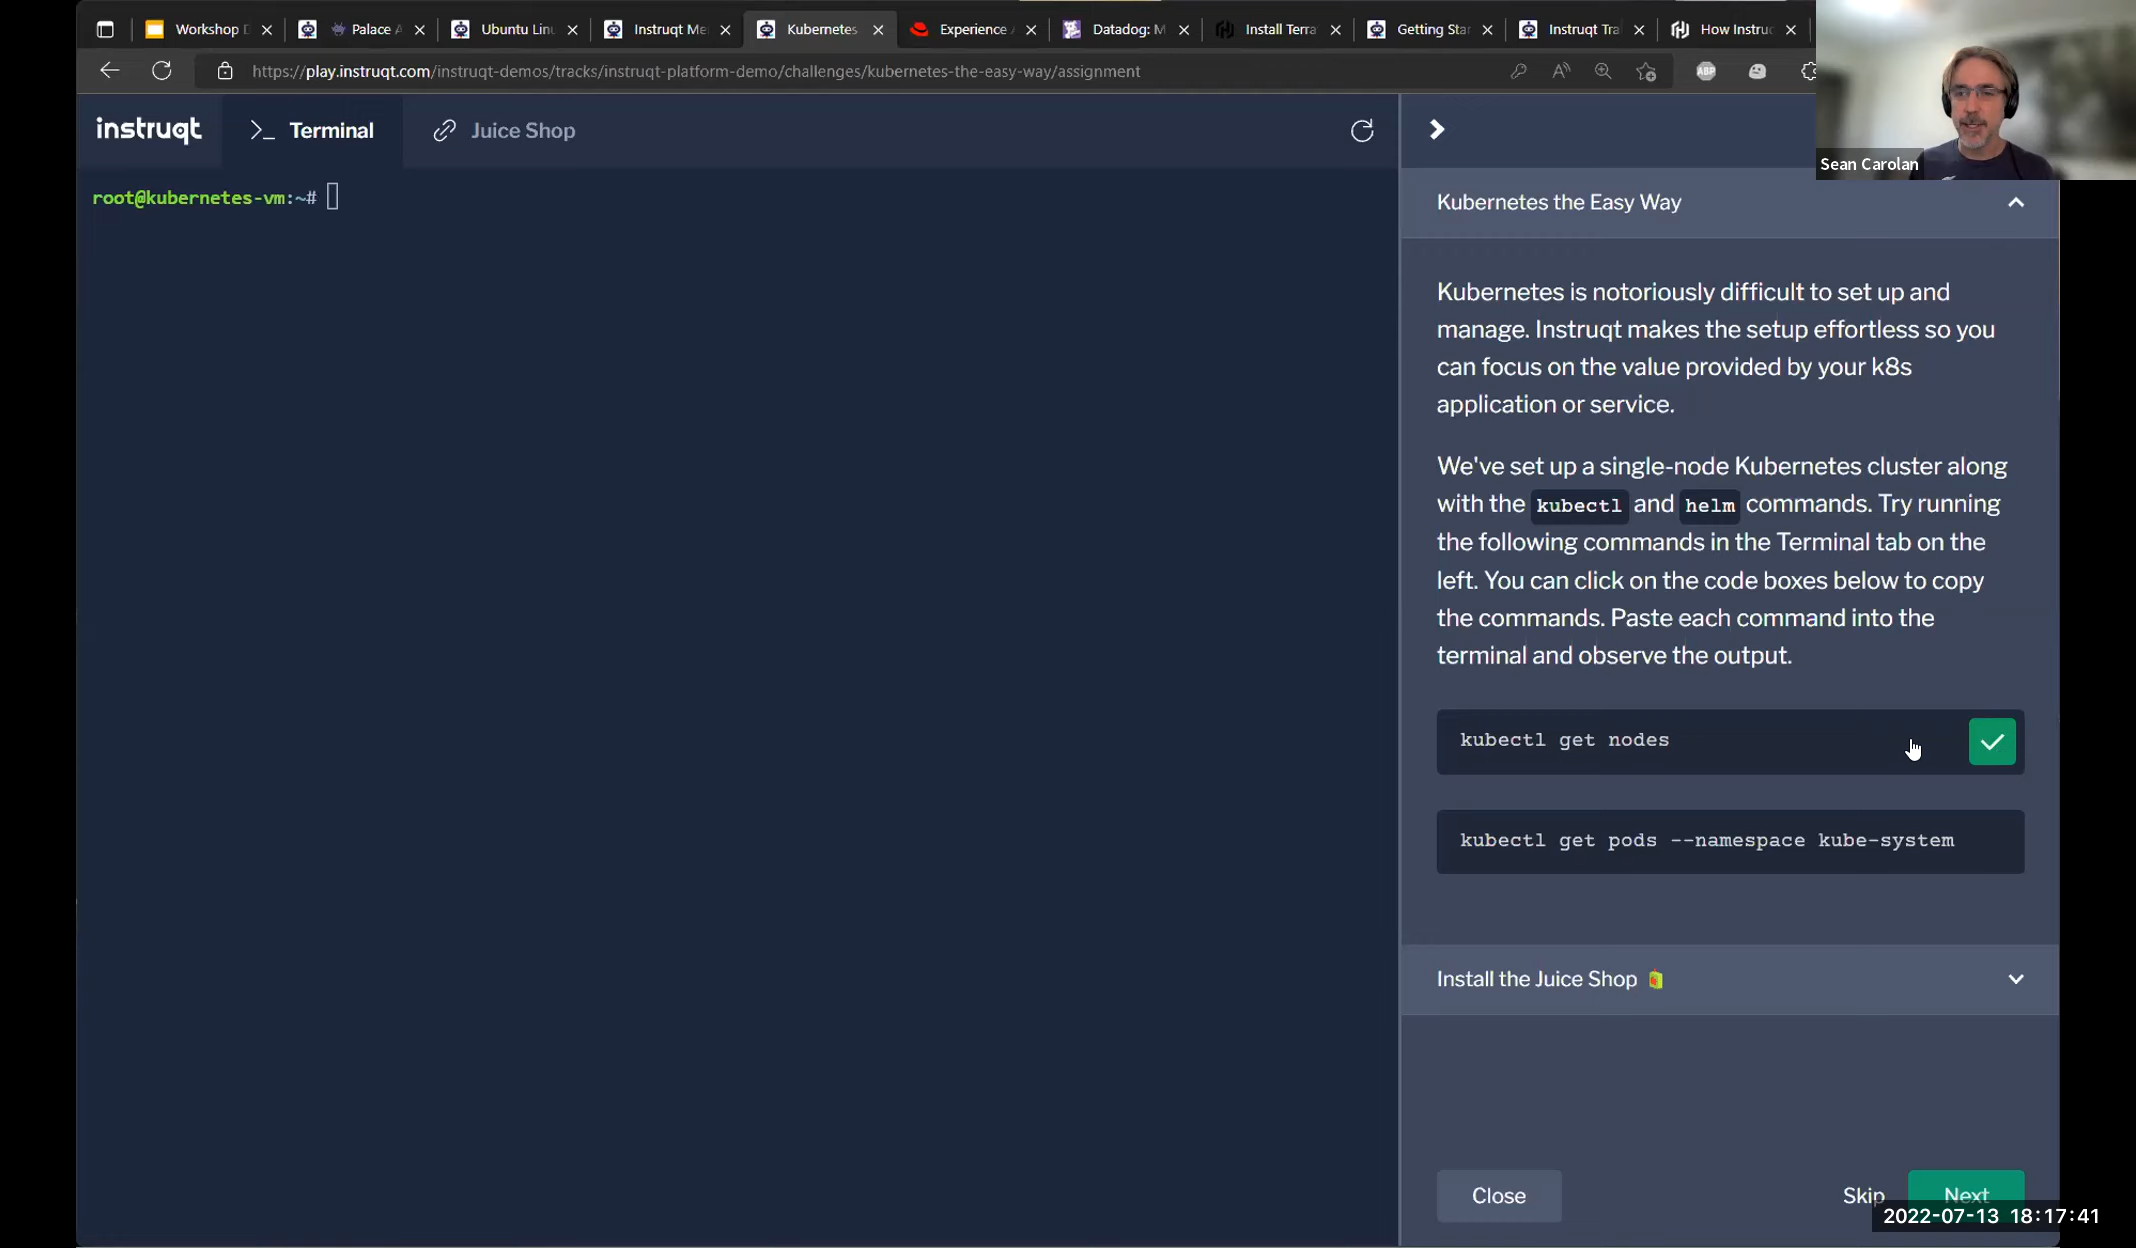 Workshop D
Palace A
Ubuntu Linu
Instruqt Me
Kubernetes
Experience A
Datadog: M
Install Terra
Getting Star
Instruqt Trai
How Instruc
https://play.instruqt.com/instruqt-demos/tracks/instruqt-platform-demo/challenges/kubernetes-the-easy-way/assignment
ABP
Sean Carolan
instruqt
>_ Terminal
Juice Shop
root@kubernetes-vm:~#
Kubernetes the Easy Way
Kubernetes is notoriously difficult to set up and
manage. Instruqt makes the setup effortless so you
can focus on the value provided by your k8s
application or service.
We've set up a single-node Kubernetes cluster along
with the kubectl and helm commands. Try running
the following commands in the Terminal tab on the
left. You can click on the code boxes below to copy
the commands. Paste each command into the
terminal and observe the output.
kubectl get nodes
kubectl get pods --namespace kube-system
Install the Juice Shop
Close
Skip
Next
2022-07-13 18:17:41